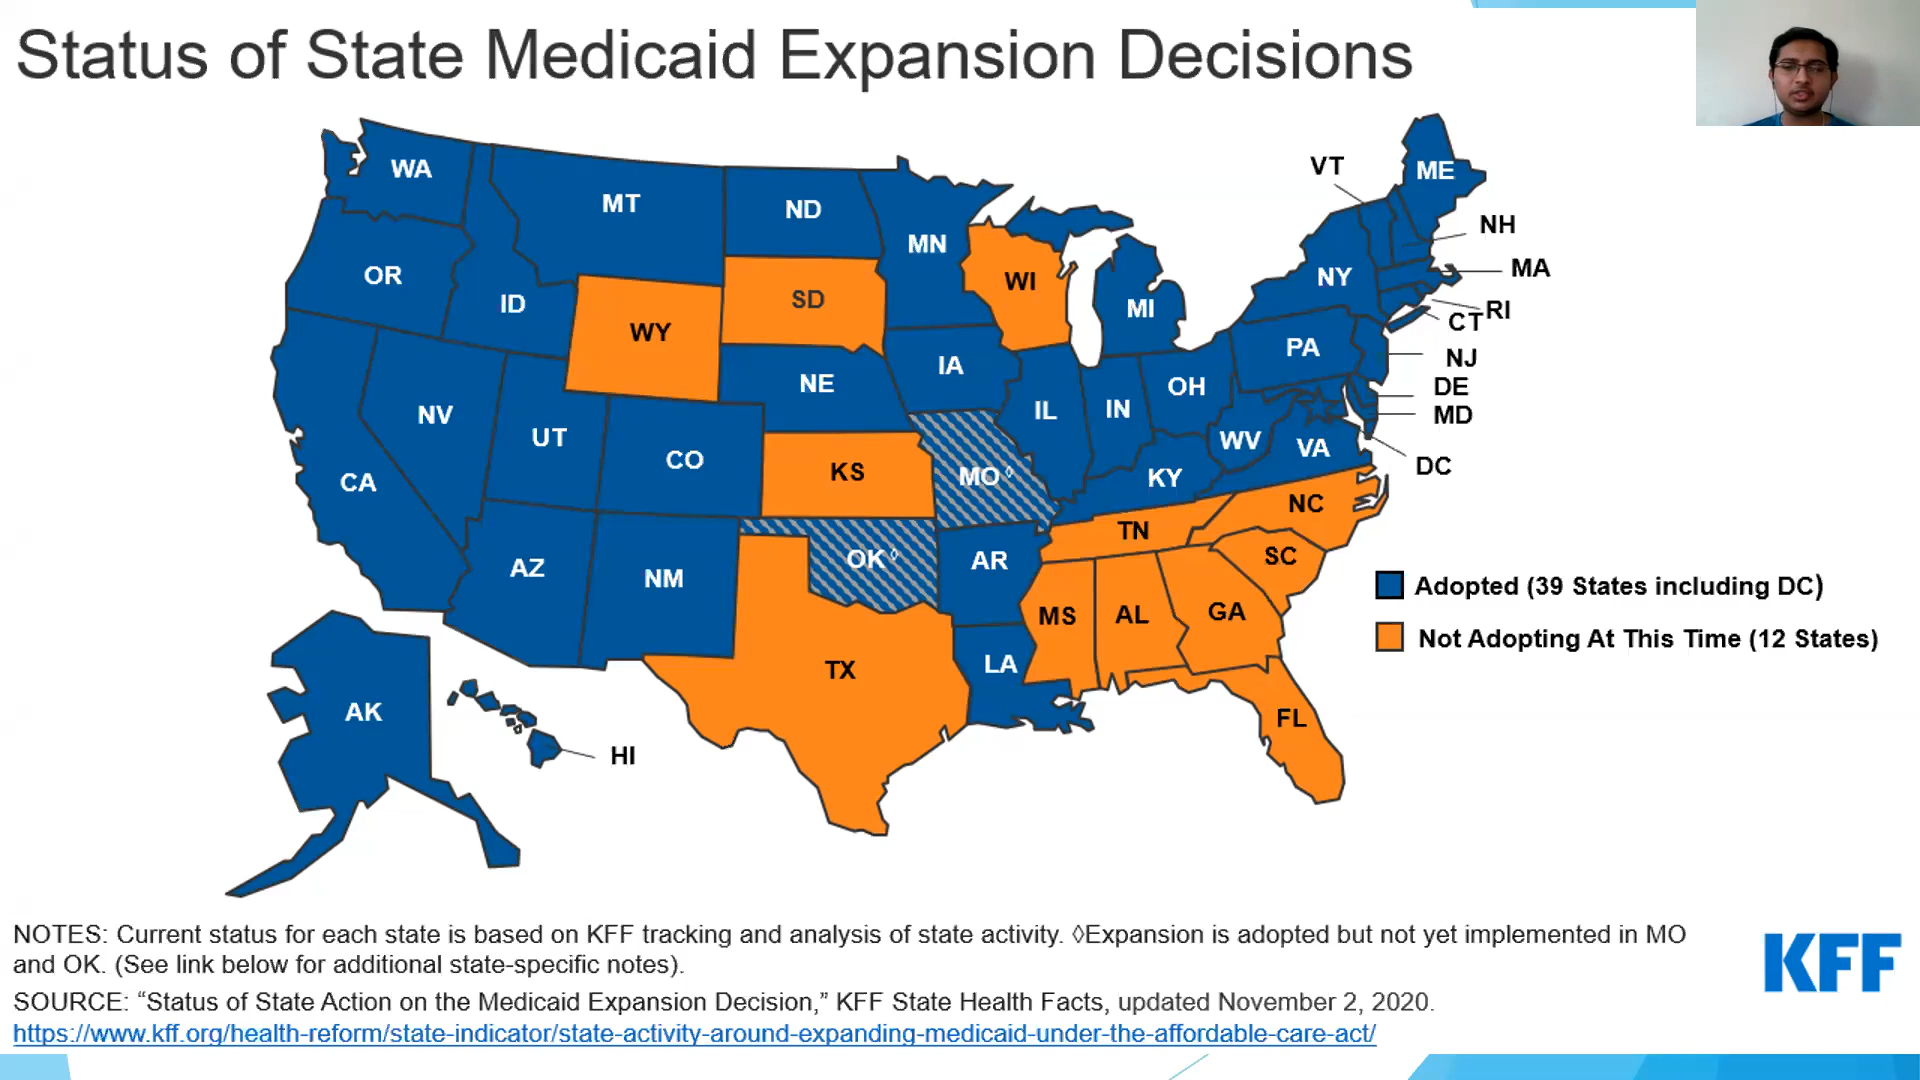 Status of State Medicaid Expansion Decisions
VT
ME
WA
MT
ND
NH
MN
MA
OR
NY
ID
SD
WI
RI
MI
CT
WY
PA
NJ
IA
NE
OH
DE
NV
IL
IN
MD
UT
WV
VA
CO
DC
KS
MO◊
KY
CA
NC
TN
SC
OK◊
AR
AZ
NM
Adopted (39 States including DC)
MS
AL
GA
Not Adopting At This Time (12 States)
LA
TX
AK
FL
HI
NOTES: Current status for each state is based on KFF tracking and analysis of state activity. ◊Expansion is adopted but not yet implemented in MO
and OK. (See link below for additional state-specific notes).
SOURCE: “Status of State Action on the Medicaid Expansion Decision,” KFF State Health Facts, updated November 2, 2020.
https://www.kff.org/health-reform/state-indicator/state-activity-around-expanding-medicaid-under-the-affordable-care-act/
KFF